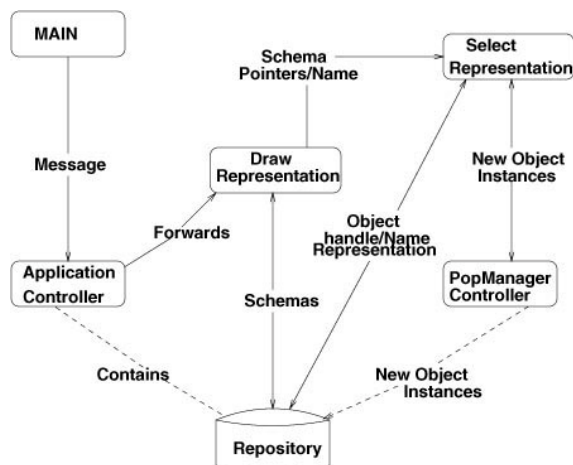 MAIN
Schema
Pointers/Name
Select
Representation
Draw
Representation
Message
New Object
Instances
Forwards
Object
handle/Name
Representation
Application
Controller
PopManager
Controller
Schemas
Contains
New Object
Instances
Repository